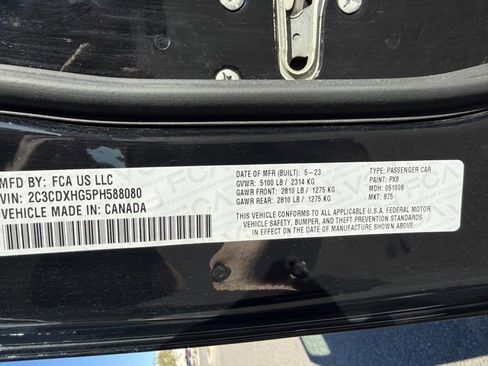 MFD BY: FCA US LLC
VIN: 2C3CDXHG5PH588080
VEHICLE MADE IN: CANADA
DATE OF MFR (BUILT): 5-23
GVWR: 5100 LB / 2314 KG
GAWR FRONT: 2810 LB / 1275 KG
GAWR REAR: 2810 LB / 1275 KG
TYPE: PASSENGER CAR
PAINT: PX8
MDH: 051008
MKT: 875
THIS VEHICLE CONFORMS TO ALL APPLICABLE U.S.A. FEDERAL MOTOR
VEHICLE SAFETY, BUMPER, AND THEFT PREVENTION STANDARDS
IN EFFECT ON THE DATE OF MANUFACTURE SHOWN ABOVE.